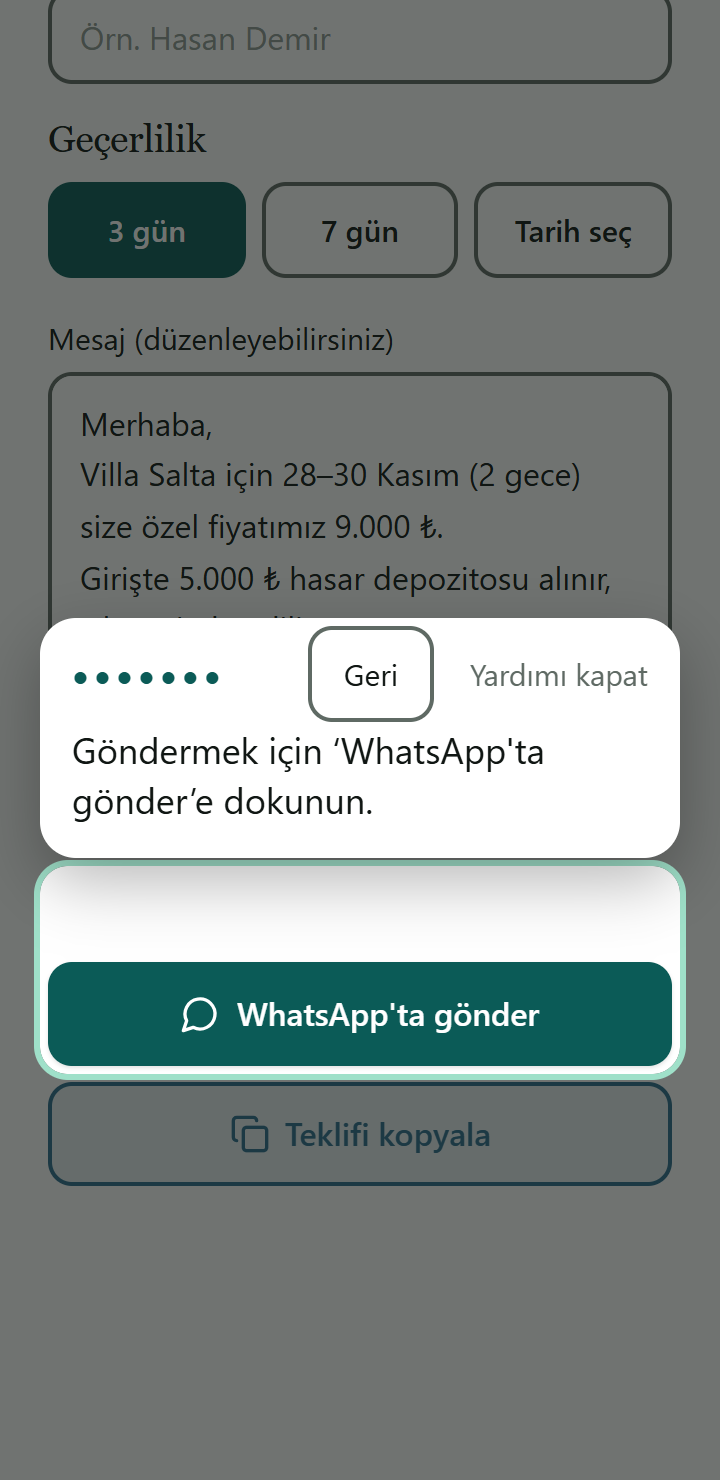 Örn. Hasan Demir
Geçerlilik
3 gün
7 gün
Tarih seç
Mesaj (düzenleyebilirsiniz)
Merhaba,
Villa Salta için 28–30 Kasım (2 gece)
size özel fiyatımız 9.000 ₺.
Girişte 5.000 ₺ hasar depozitosu alınır,
Geri
Yardımı kapat
Göndermek için ‘WhatsApp'ta
gönder’e dokunun.
WhatsApp'ta gönder
Teklifi kopyala